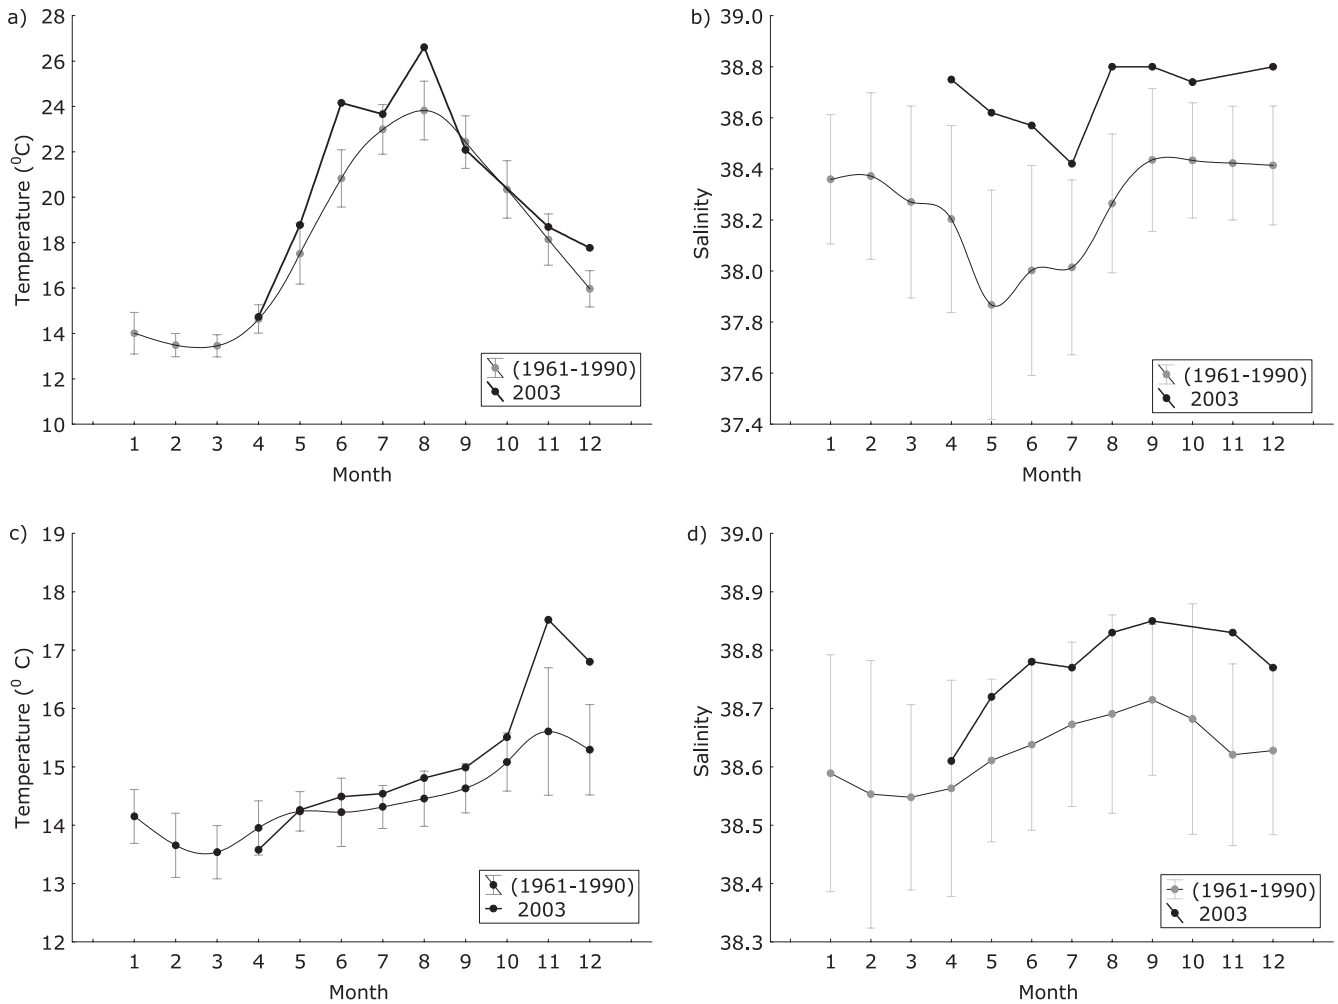 a)
28
26
24
22
20
18
16
14
12
10
Temperature (⁰C)
(1961-1990)
2003
1 2 3 4 5 6 7 8 9 10 11 12
Month
b)
39.0
38.8
38.6
38.4
38.2
38.0
37.8
37.6
37.4
Salinity
(1961-1990)
2003
1 2 3 4 5 6 7 8 9 10 11 12
Month
c)
19
18
17
16
15
14
13
12
Temperature (⁰ C)
(1961-1990)
2003
1 2 3 4 5 6 7 8 9 10 11 12
Month
d)
39.0
38.9
38.8
38.7
38.6
38.5
38.4
38.3
Salinity
(1961-1990)
2003
1 2 3 4 5 6 7 8 9 10 11 12
Month